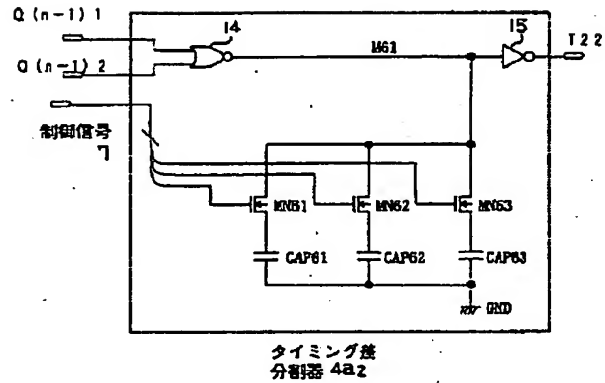 Q (n-1) 1
Q (n-1) 2
制御信号
7
14
N61
15
T22
MN61
MN62
MN63
CAP61
CAP62
CAP63
GND
タイミング差
分割器 4a2